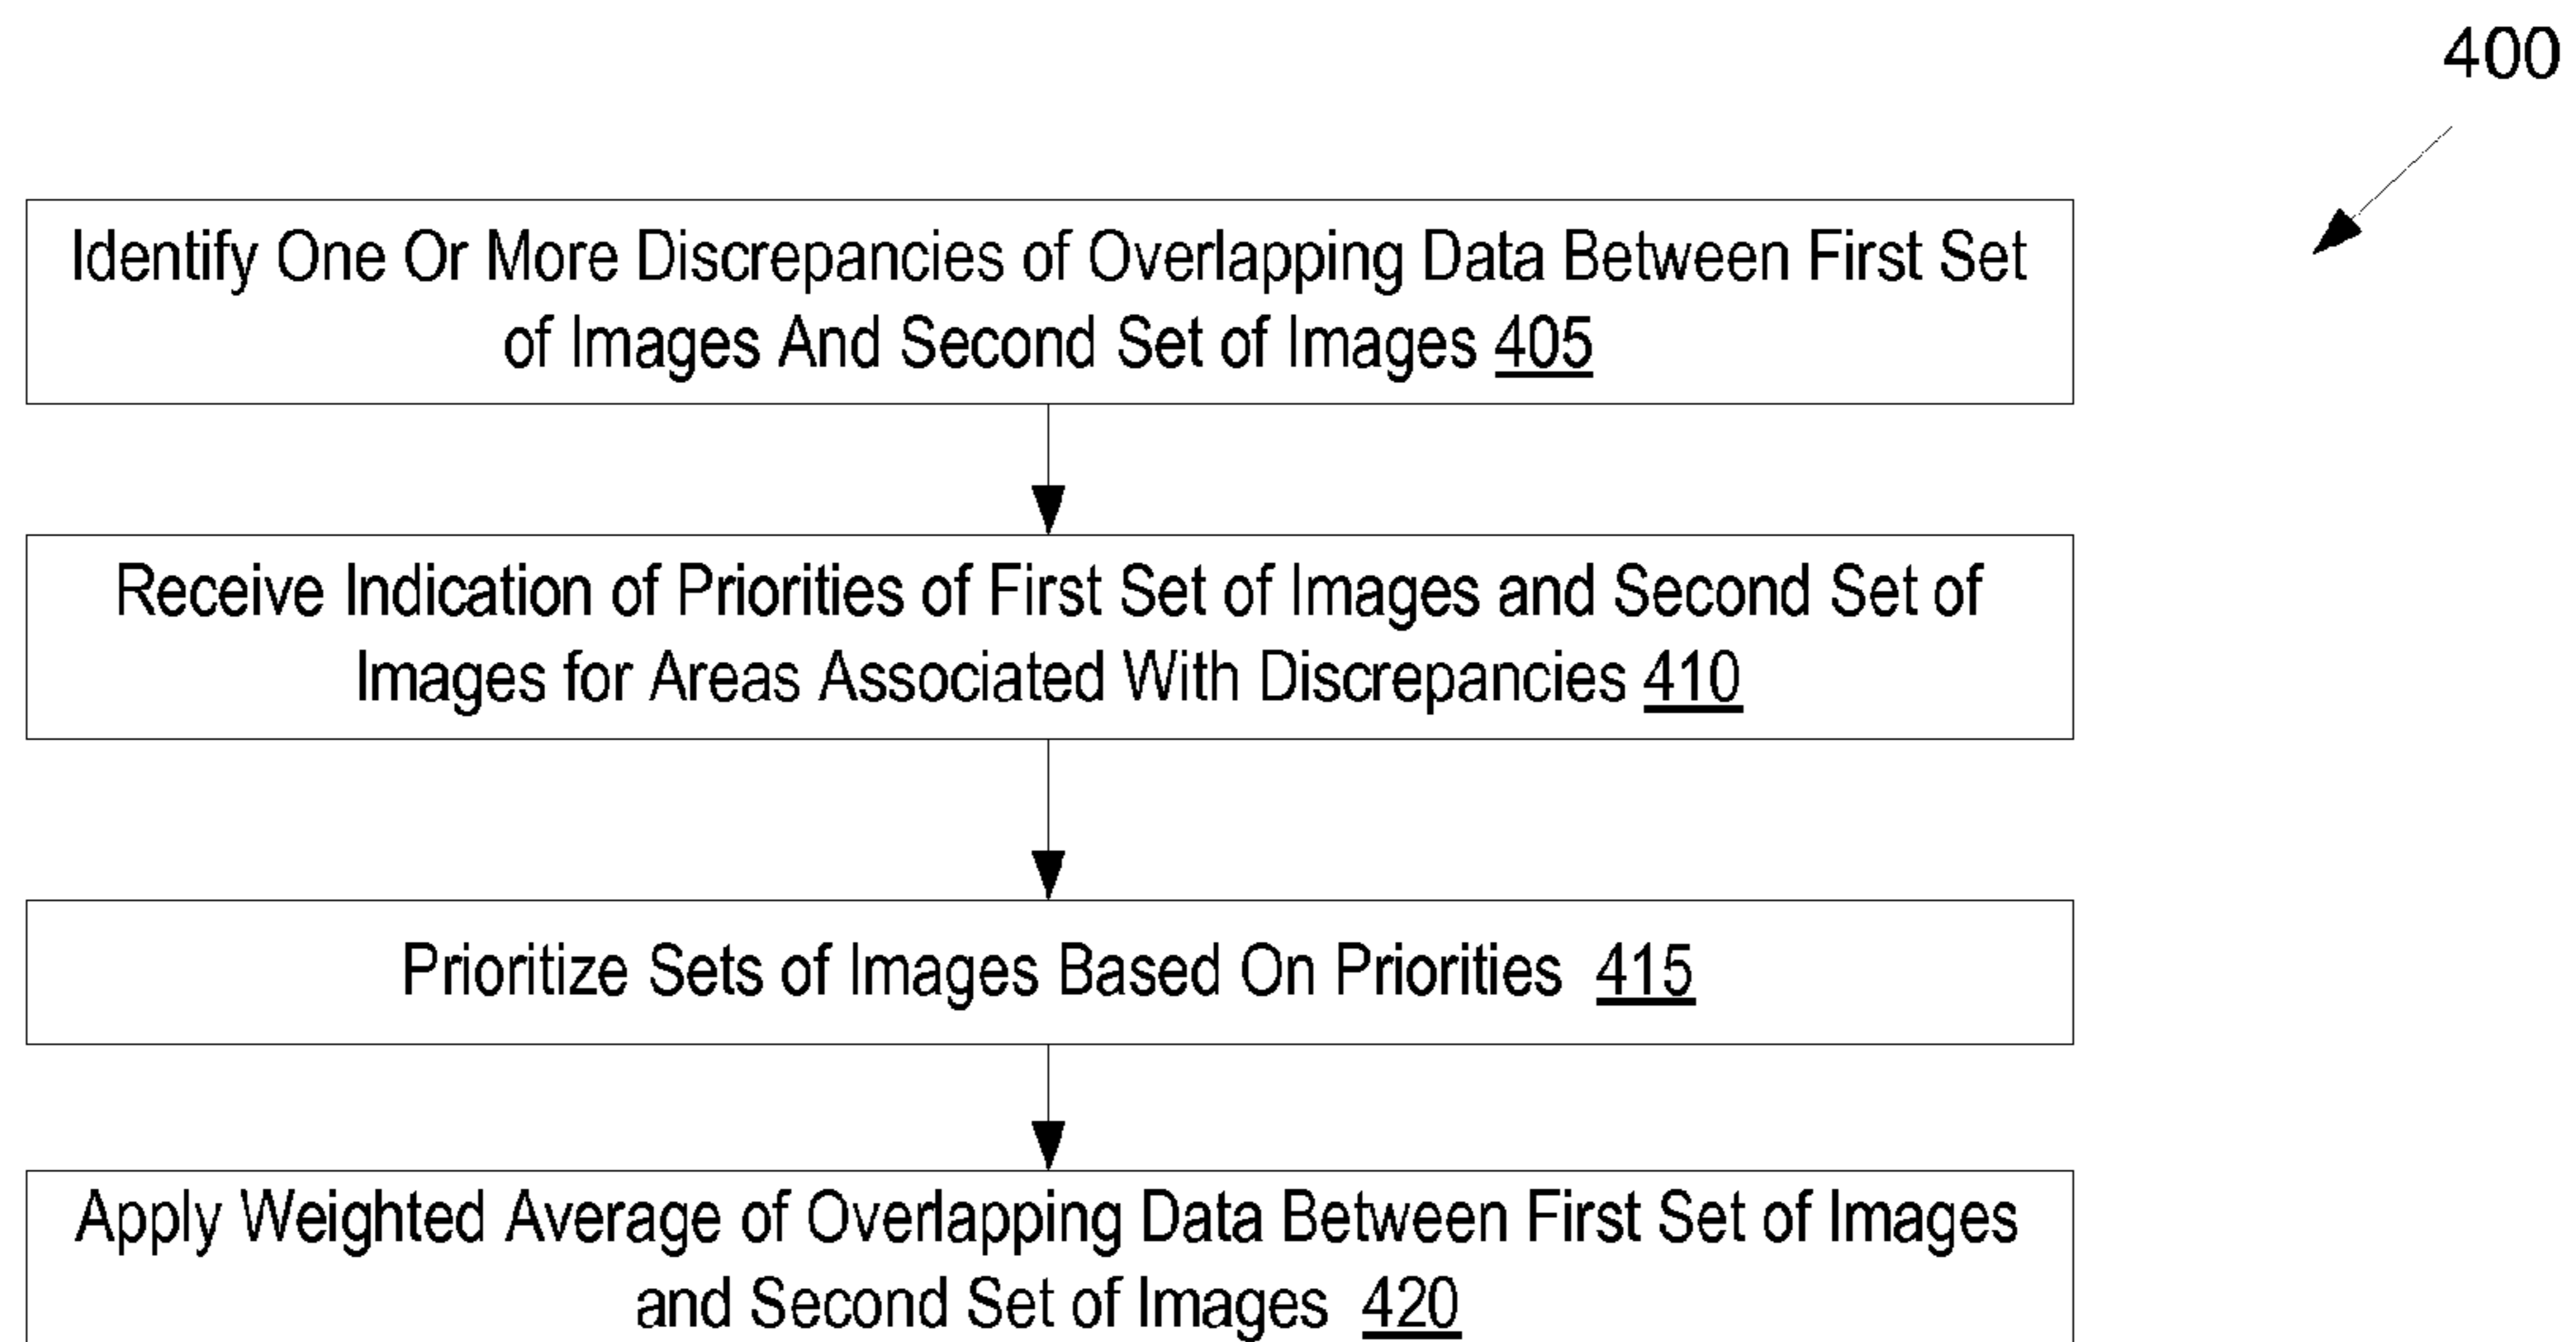 400
Identify One Or More Discrepancies of Overlapping Data Between First Set
of Images And Second Set of Images 405
Receive Indication of Priorities of First Set of Images and Second Set of
Images for Areas Associated With Discrepancies 410
Prioritize Sets of Images Based On Priorities 415
Apply Weighted Average of Overlapping Data Between First Set of Images
and Second Set of Images 420